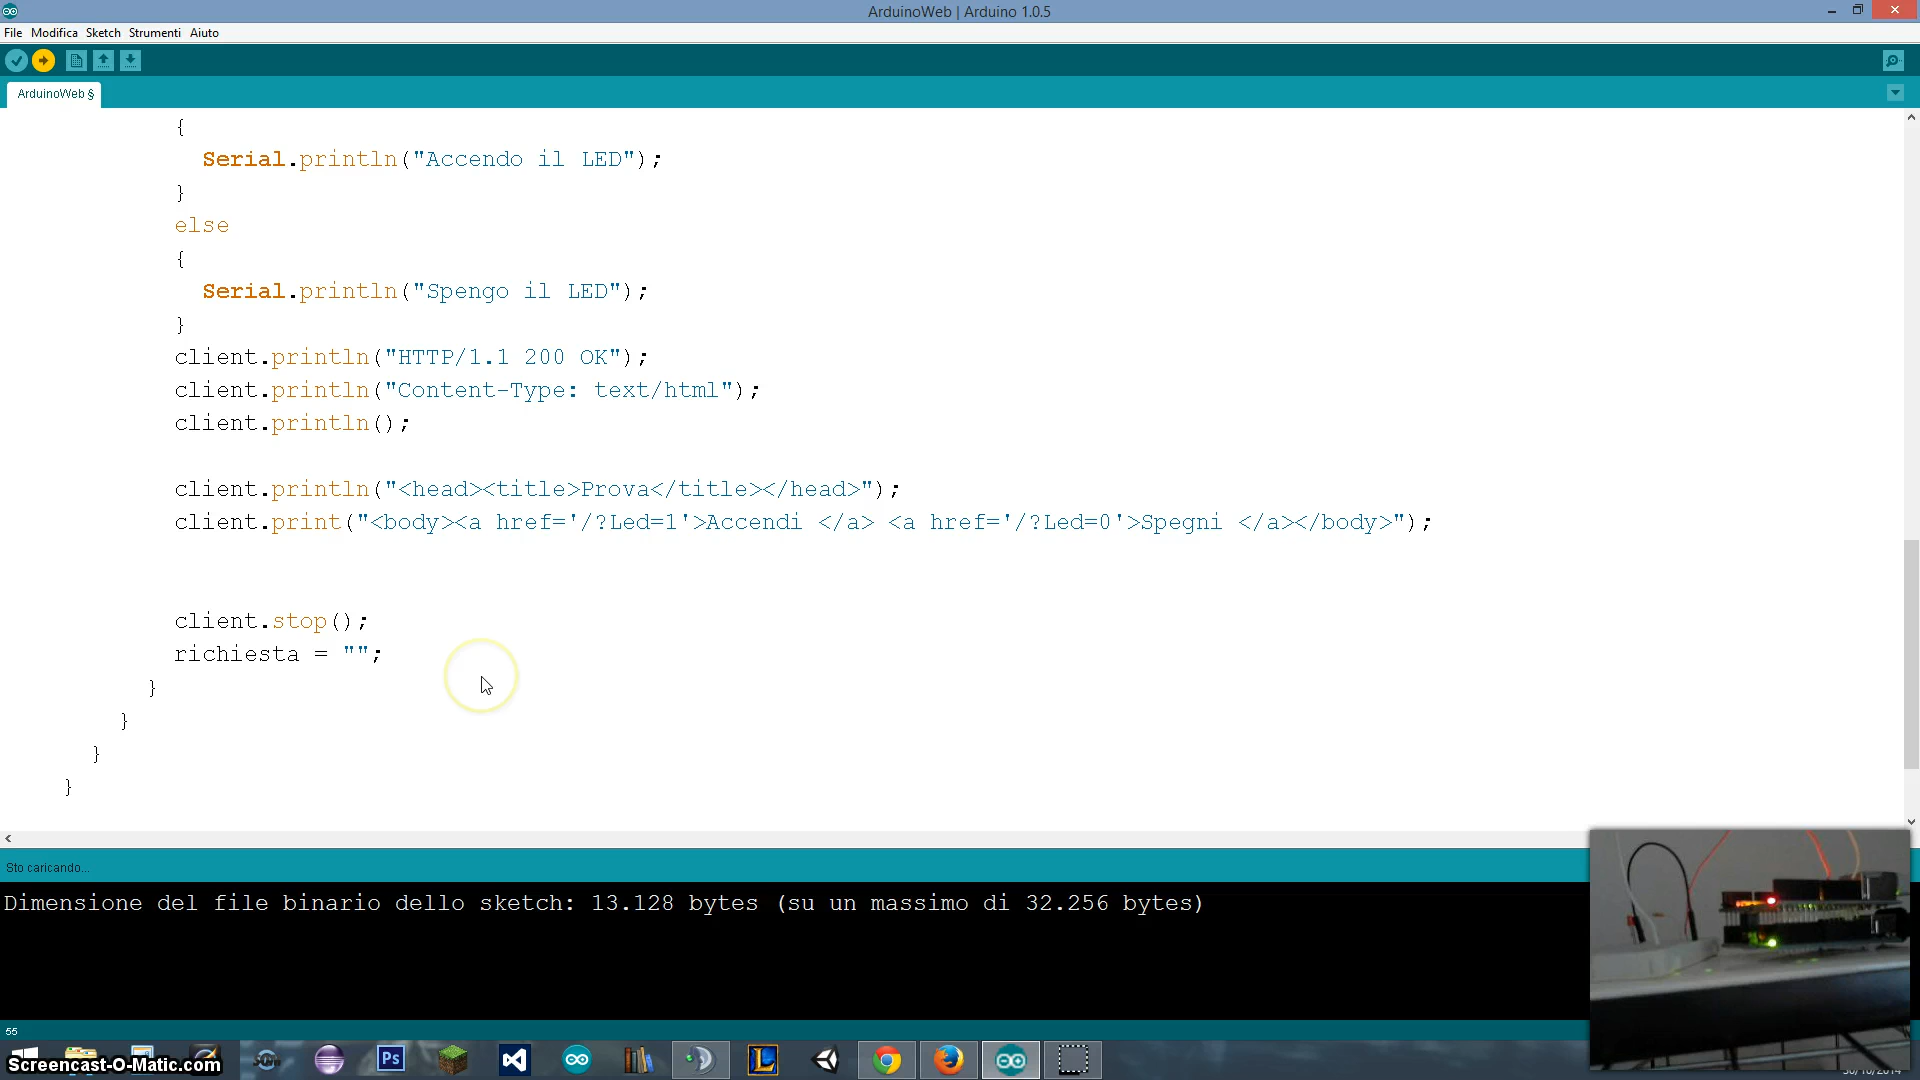 ArduinoWeb | Arduino 1.0.5
File Modifica Sketch Strumenti Aiuto
ArduinoWeb §
{
Serial.println("Accendo il LED");
}
else
{
Serial.println("Spengo il LED");
}
client.println("HTTP/1.1 200 OK");
client.println("Content-Type: text/html");
client.println();
client.println("<head><title>Prova</title></head>");
client.print("<body><a href='/?Led=1'>Accendi </a> <a href='/?Led=0'>Spegni </a></body>");
client.stop();
richiesta = "";
}
}
}
}
Sto caricando...
Dimensione del file binario dello sketch: 13.128 bytes (su un massimo di 32.256 bytes)
55
Ps
L
Screencast-O-Matic.com